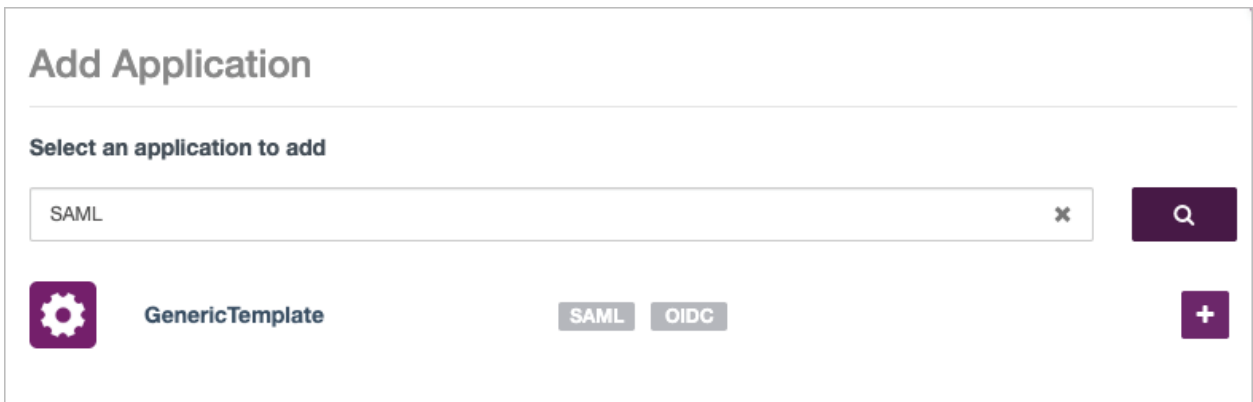 Add Application
Select an application to add
SAML
GenericTemplate SAML OIDC